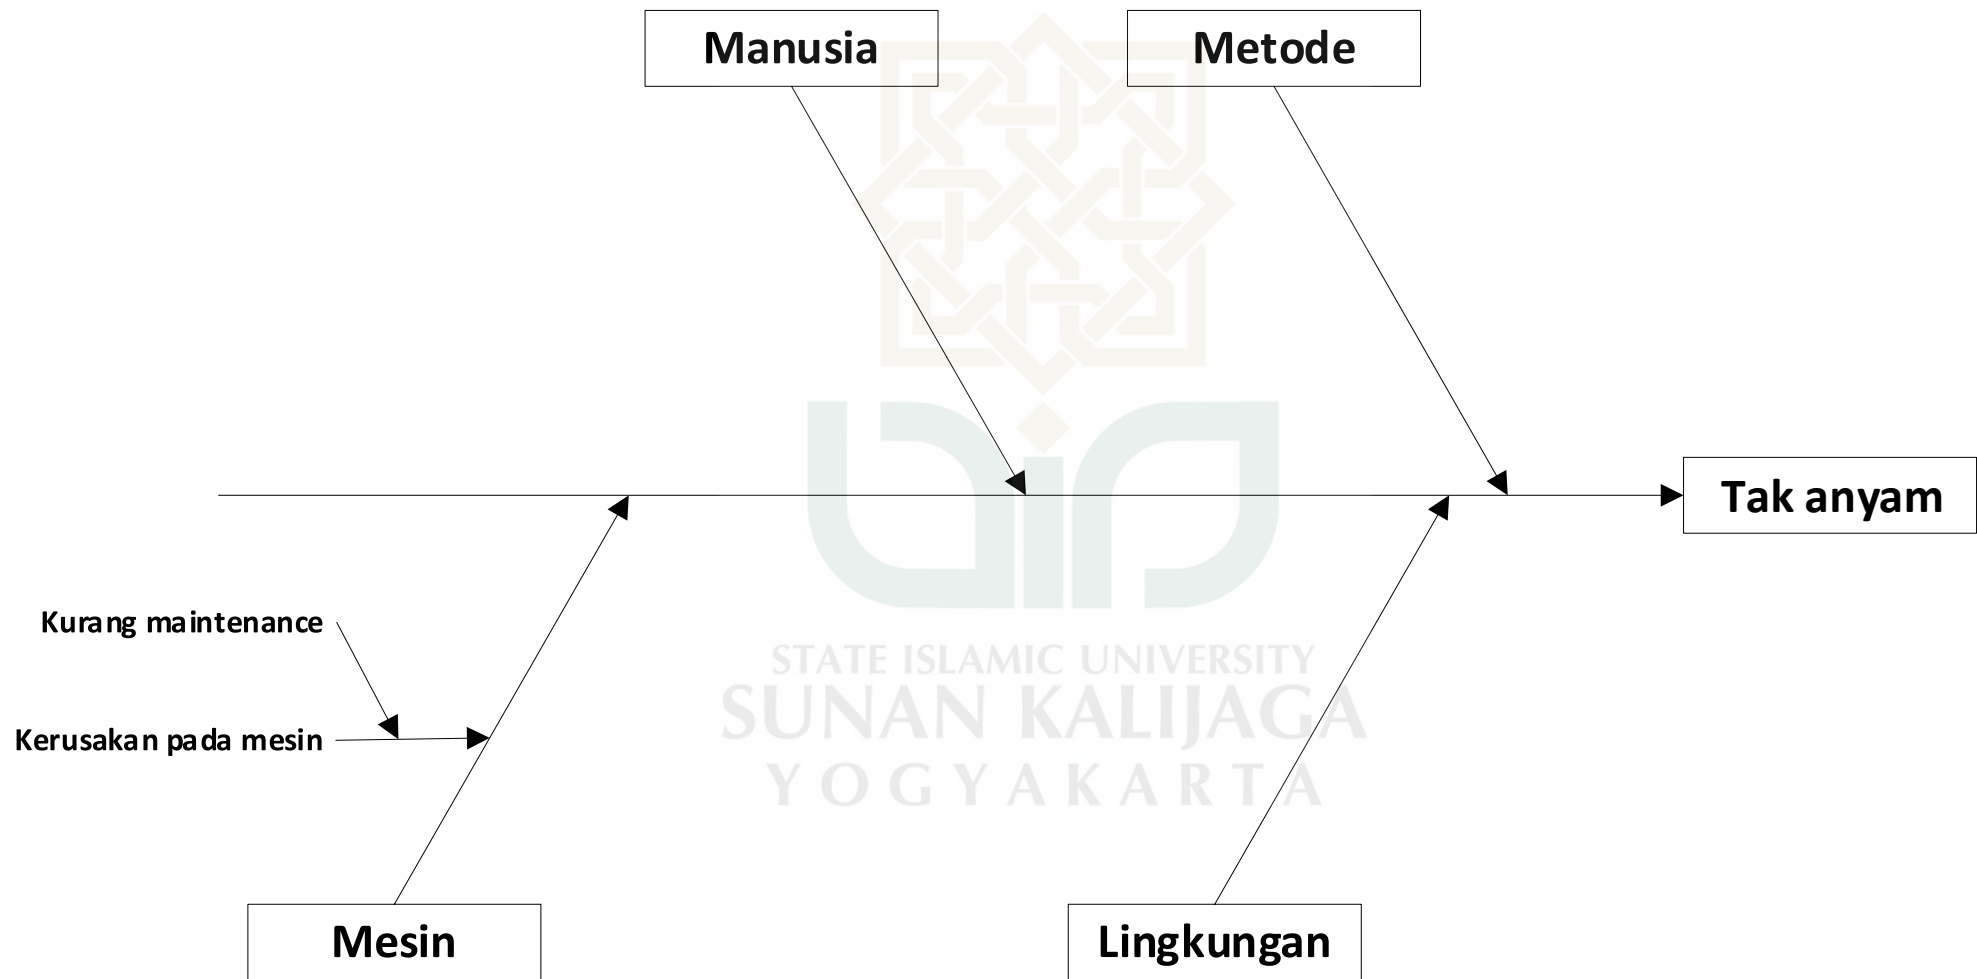 Manusia
Metode
Tak anyam
Kurang maintenance
Kerusakan pada mesin
STATE ISLAMIC UNIVERSITY
SUNAN KALIJAGA
YOGYAKARTA
Mesin
Lingkungan